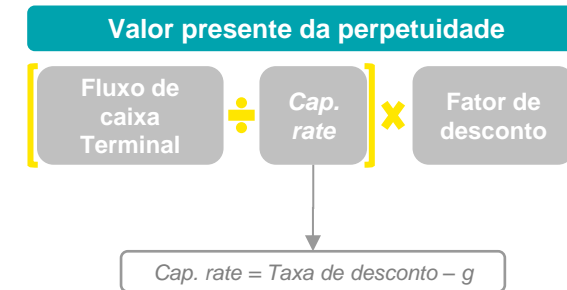 Valor presente da perpetuidade
[
Fluxo de
caixa
Terminal
÷
Cap.
rate
]
×
Fator de
desconto
Cap. rate = Taxa de desconto – g